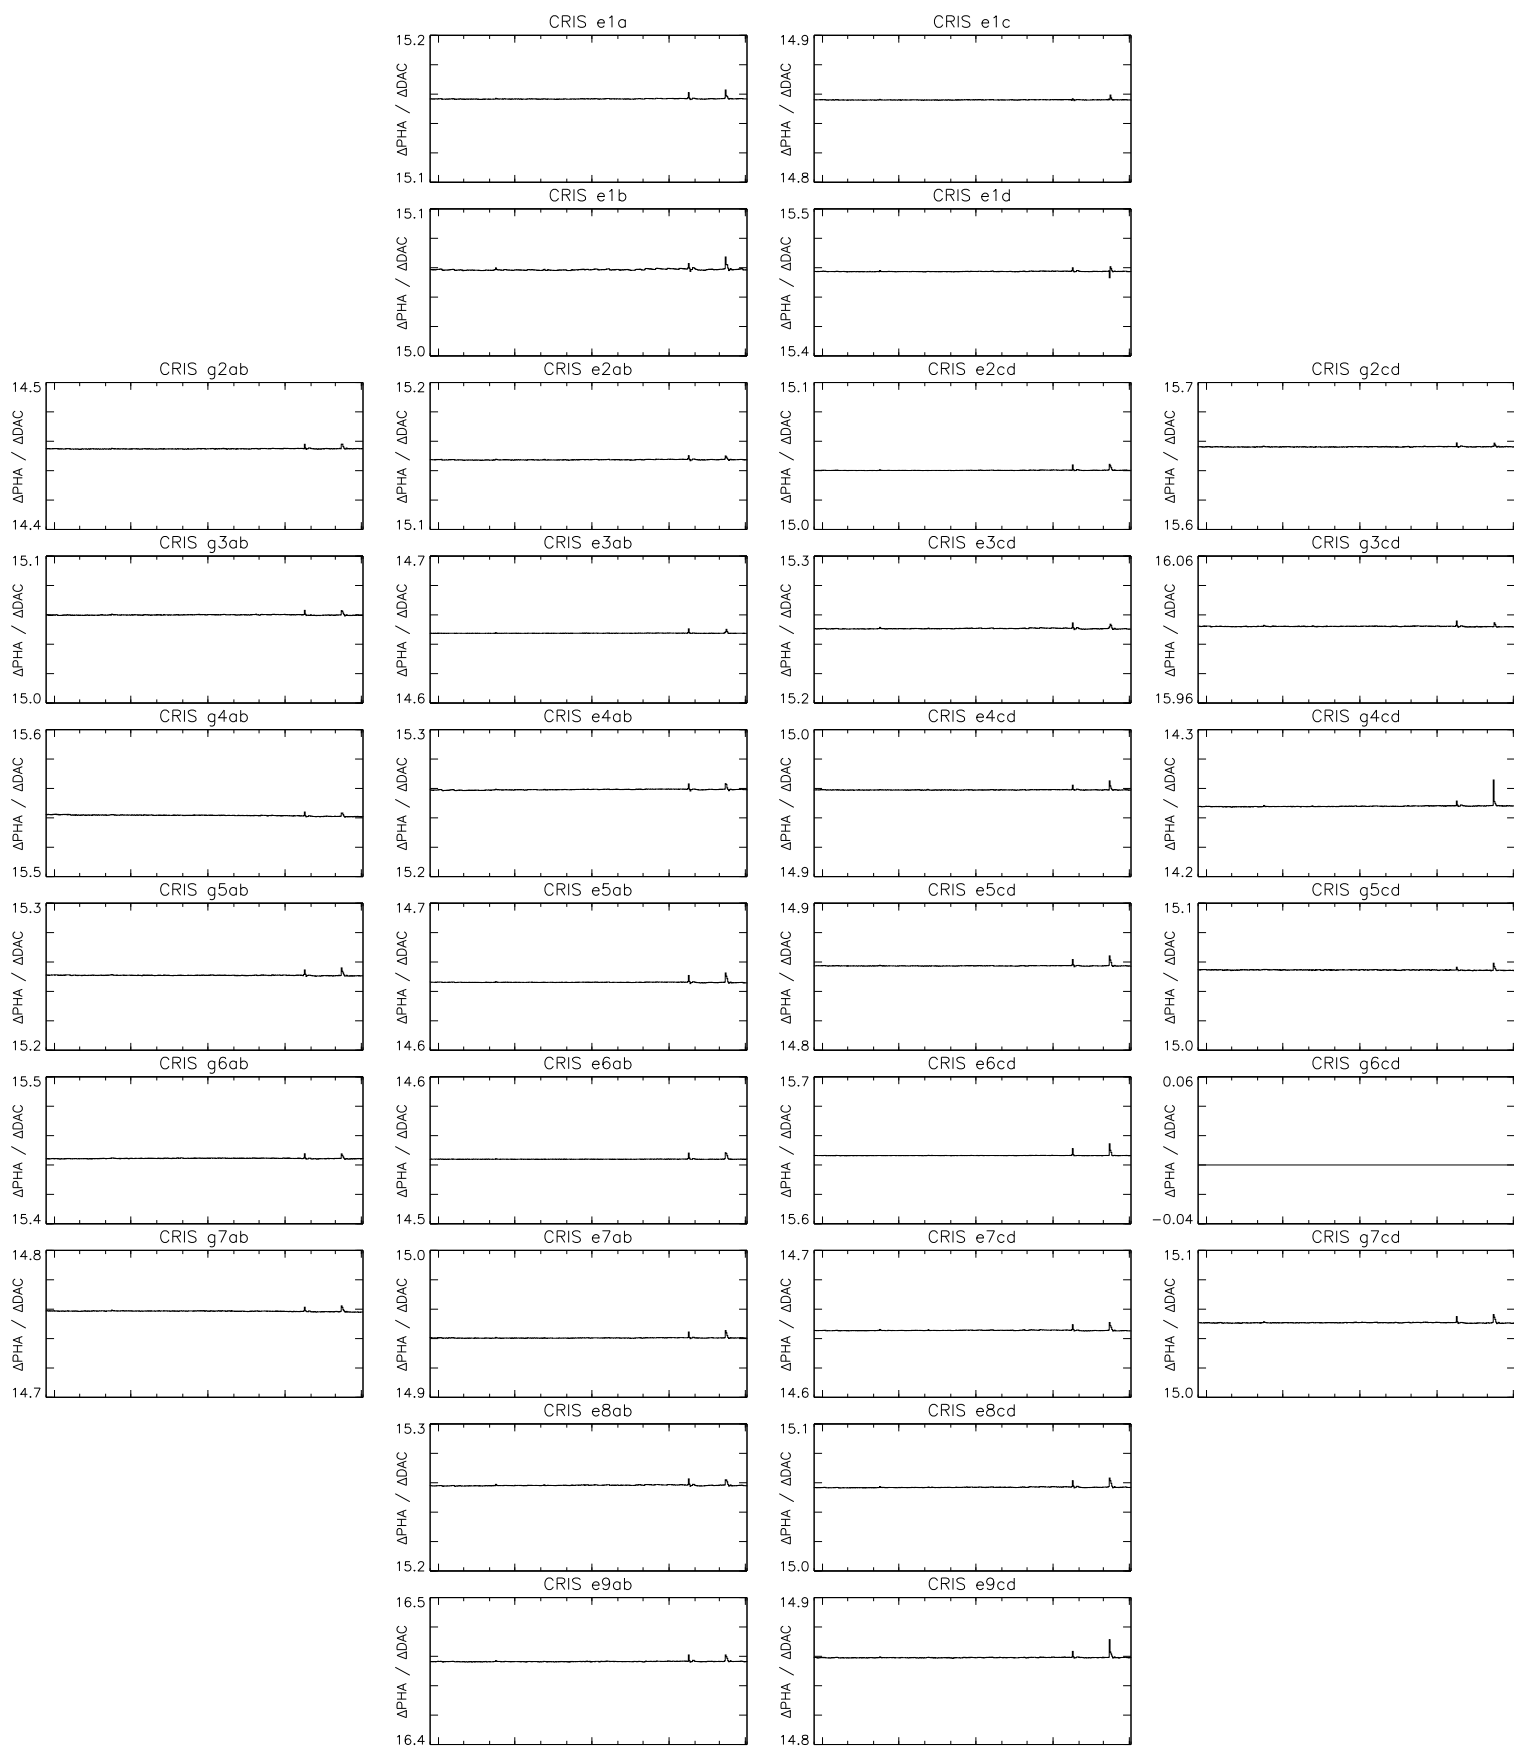 CRIS e1a
15.2
ΔPHA / ΔDAC
15.1
CRIS e1c
14.9
ΔPHA / ΔDAC
14.8
CRIS e1b
15.1
ΔPHA / ΔDAC
15.0
CRIS e1d
15.5
ΔPHA / ΔDAC
15.4
CRIS g2ab
14.5
ΔPHA / ΔDAC
14.4
CRIS e2ab
15.2
ΔPHA / ΔDAC
15.1
CRIS e2cd
15.1
ΔPHA / ΔDAC
15.0
CRIS g2cd
15.7
ΔPHA / ΔDAC
15.6
CRIS g3ab
15.1
ΔPHA / ΔDAC
15.0
CRIS e3ab
14.7
ΔPHA / ΔDAC
14.6
CRIS e3cd
15.3
ΔPHA / ΔDAC
15.2
CRIS g3cd
16.06
ΔPHA / ΔDAC
15.96
CRIS g4ab
15.6
ΔPHA / ΔDAC
15.5
CRIS e4ab
15.3
ΔPHA / ΔDAC
15.2
CRIS e4cd
15.0
ΔPHA / ΔDAC
14.9
CRIS g4cd
14.3
ΔPHA / ΔDAC
14.2
CRIS g5ab
15.3
ΔPHA / ΔDAC
15.2
CRIS e5ab
14.7
ΔPHA / ΔDAC
14.6
CRIS e5cd
14.9
ΔPHA / ΔDAC
14.8
CRIS g5cd
15.1
ΔPHA / ΔDAC
15.0
CRIS g6ab
15.5
ΔPHA / ΔDAC
15.4
CRIS e6ab
14.6
ΔPHA / ΔDAC
14.5
CRIS e6cd
15.7
ΔPHA / ΔDAC
15.6
CRIS g6cd
0.06
ΔPHA / ΔDAC
−0.04
CRIS g7ab
14.8
ΔPHA / ΔDAC
14.7
CRIS e7ab
15.0
ΔPHA / ΔDAC
14.9
CRIS e7cd
14.7
ΔPHA / ΔDAC
14.6
CRIS g7cd
15.1
ΔPHA / ΔDAC
15.0
CRIS e8ab
15.3
ΔPHA / ΔDAC
15.2
CRIS e8cd
15.1
ΔPHA / ΔDAC
15.0
CRIS e9ab
16.5
ΔPHA / ΔDAC
16.4
CRIS e9cd
14.9
ΔPHA / ΔDAC
14.8